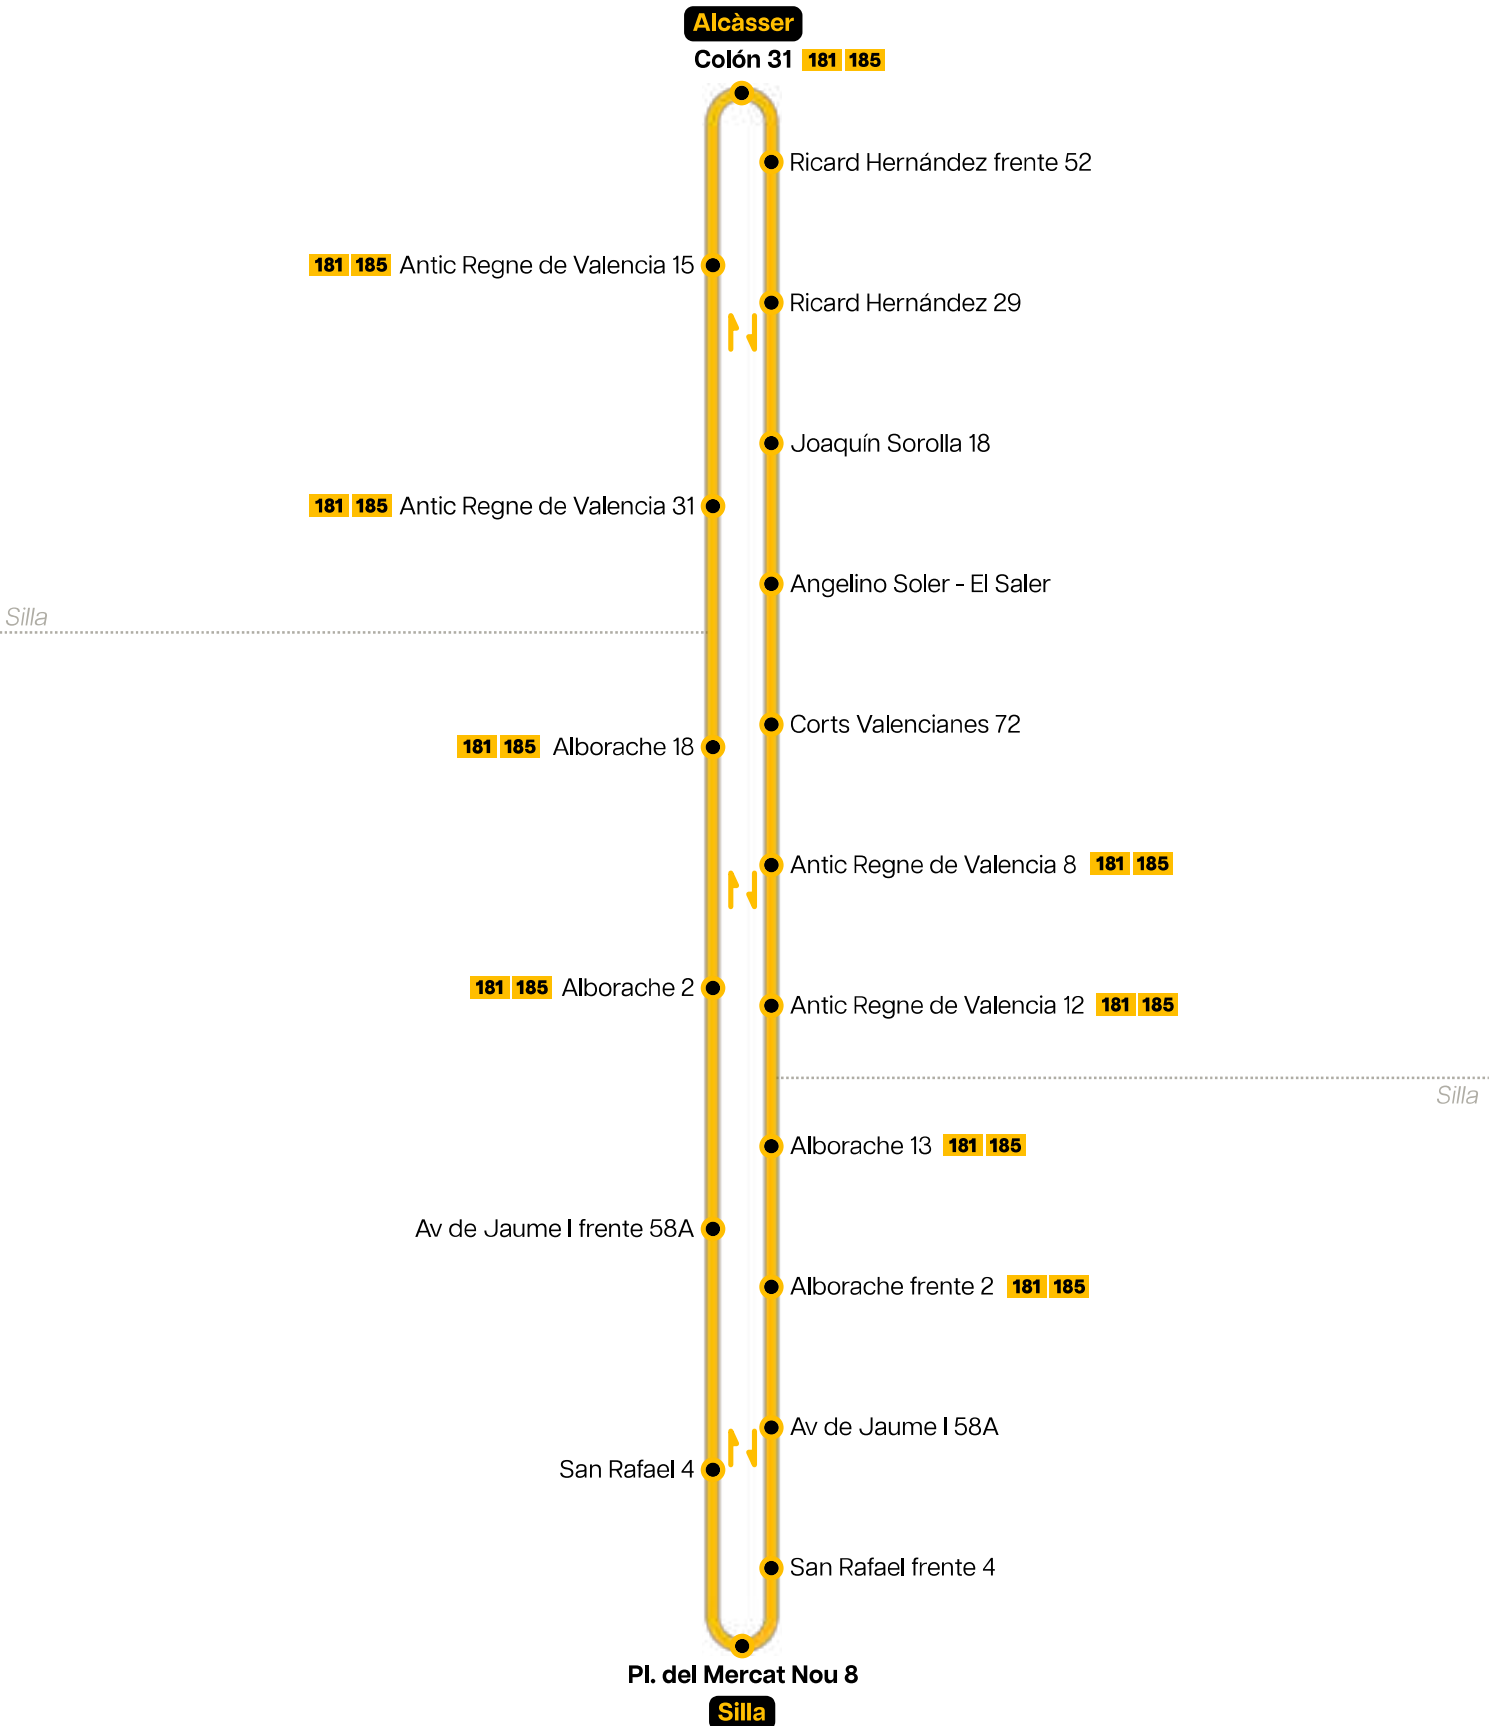 Alcàsser
Colón 31 181 185
Ricard Hernández frente 52
181 185 Antic Regne de Valencia 15
Ricard Hernández 29
Joaquín Sorolla 18
181 185 Antic Regne de Valencia 31
Angelino Soler - El Saler
Silla
Corts Valencianes 72
181 185 Alborache 18
Antic Regne de Valencia 8 181 185
181 185 Alborache 2
Antic Regne de Valencia 12 181 185
Silla
Alborache 13 181 185
Av de Jaume I frente 58A
Alborache frente 2 181 185
Av de Jaume I 58A
San Rafael 4
San Rafael frente 4
Pl. del Mercat Nou 8
Silla